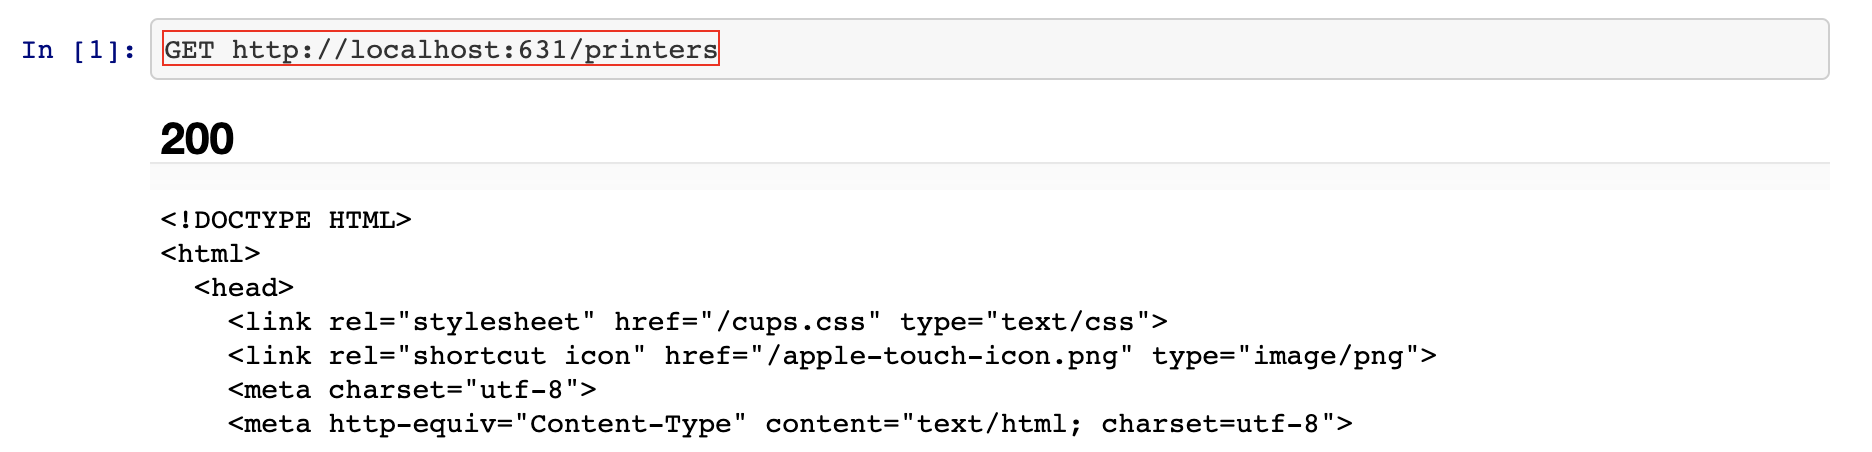 In [1]: GET http://localhost:631/printers
200
<!DOCTYPE HTML>
<html>
  <head>
    <link rel="stylesheet" href="/cups.css" type="text/css">
    <link rel="shortcut icon" href="/apple-touch-icon.png" type="image/png">
    <meta charset="utf-8">
    <meta http-equiv="Content-Type" content="text/html; charset=utf-8">